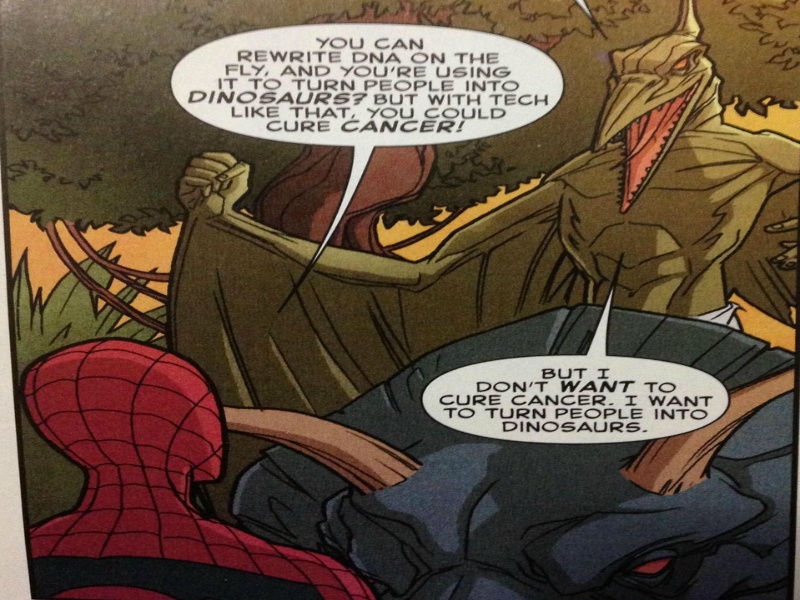 YOU CAN
REWRITE DNA ON THE
FLY, AND YOU'RE USING
IT TO TURN PEOPLE INTO
DINOSAURS? BUT WITH TECH
LIKE THAT, YOU COULD
CURE CANCER!
BUT I
DON'T WANT TO
CURE CANCER. I WANT
TO TURN PEOPLE INTO
DINOSAURS.